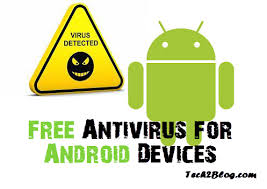 VIRUS
DETECTED
FREE ANTIVIRUS FOR
ANDROID DEVICES
TECH2BLOG.COM